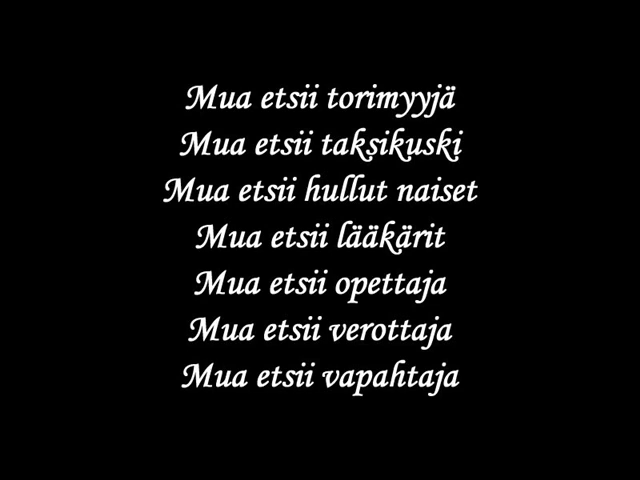 Mua etsii torimyyjä
Mua etsii taksikuski
Mua etsii hullut naiset
Mua etsii lääkärit
Mua etsii opettaja
Mua etsii verottaja
Mua etsii vapahtaja